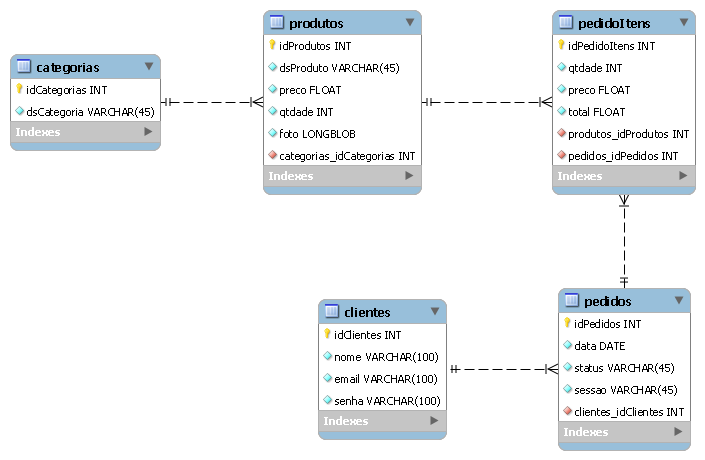 categorias
idCategorias INT
dsCategoria VARCHAR(45)
Indexes
produtos
idProdutos INT
dsProduto VARCHAR(45)
preco FLOAT
qtdade INT
foto LONGBLOB
categorias_idCategorias INT
Indexes
pedidoItens
idPedidoItens INT
qtdade INT
preco FLOAT
total FLOAT
produtos_idProdutos INT
pedidos_idPedidos INT
Indexes
clientes
idClientes INT
nome VARCHAR(100)
email VARCHAR(100)
senha VARCHAR(100)
Indexes
pedidos
idPedidos INT
data DATE
status VARCHAR(45)
sessao VARCHAR(45)
clientes_idClientes INT
Indexes